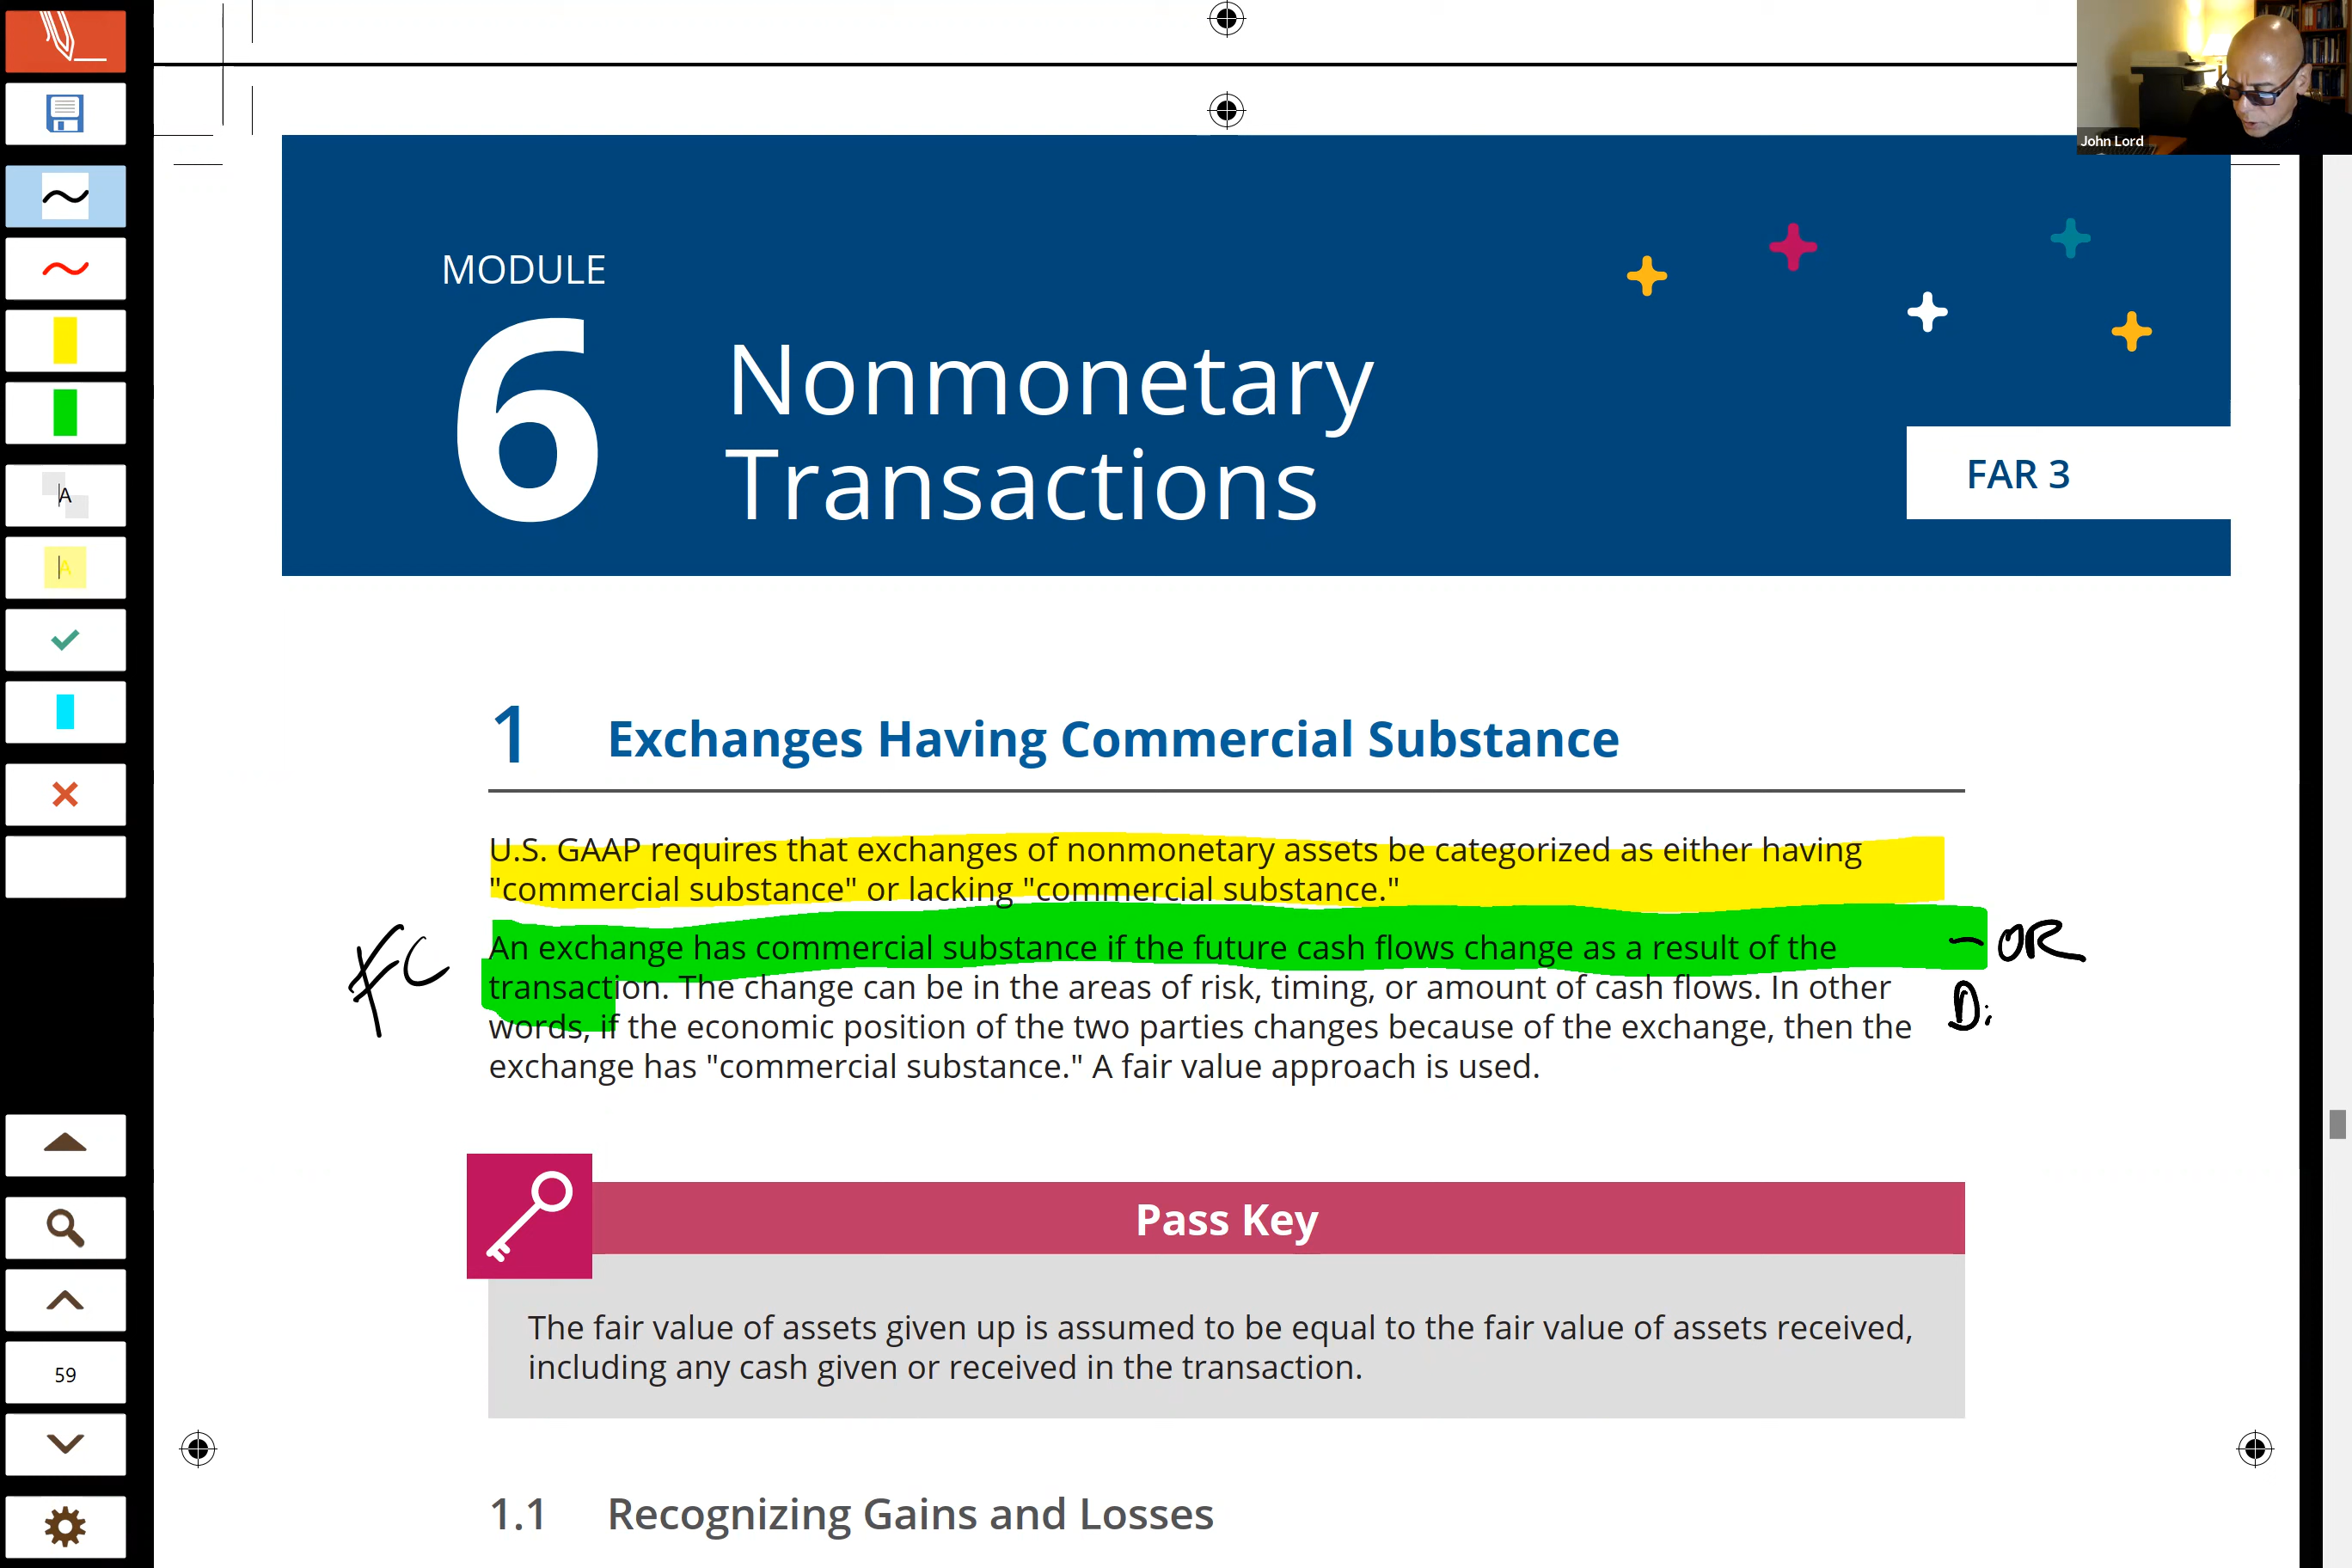 John Lord
MODULE
6
Nonmonetary
Transactions
FAR 3
1 Exchanges Having Commercial Substance
U.S. GAAP requires that exchanges of nonmonetary assets be categorized as either having
"commercial substance" or lacking "commercial substance."
An exchange has commercial substance if the future cash flows change as a result of the
transaction. The change can be in the areas of risk, timing, or amount of cash flows. In other
words, if the economic position of the two parties changes because of the exchange, then the
exchange has "commercial substance." A fair value approach is used.
FC
- OR
Di
Pass Key
The fair value of assets given up is assumed to be equal to the fair value of assets received,
including any cash given or received in the transaction.
1.1 Recognizing Gains and Losses
A
A
59